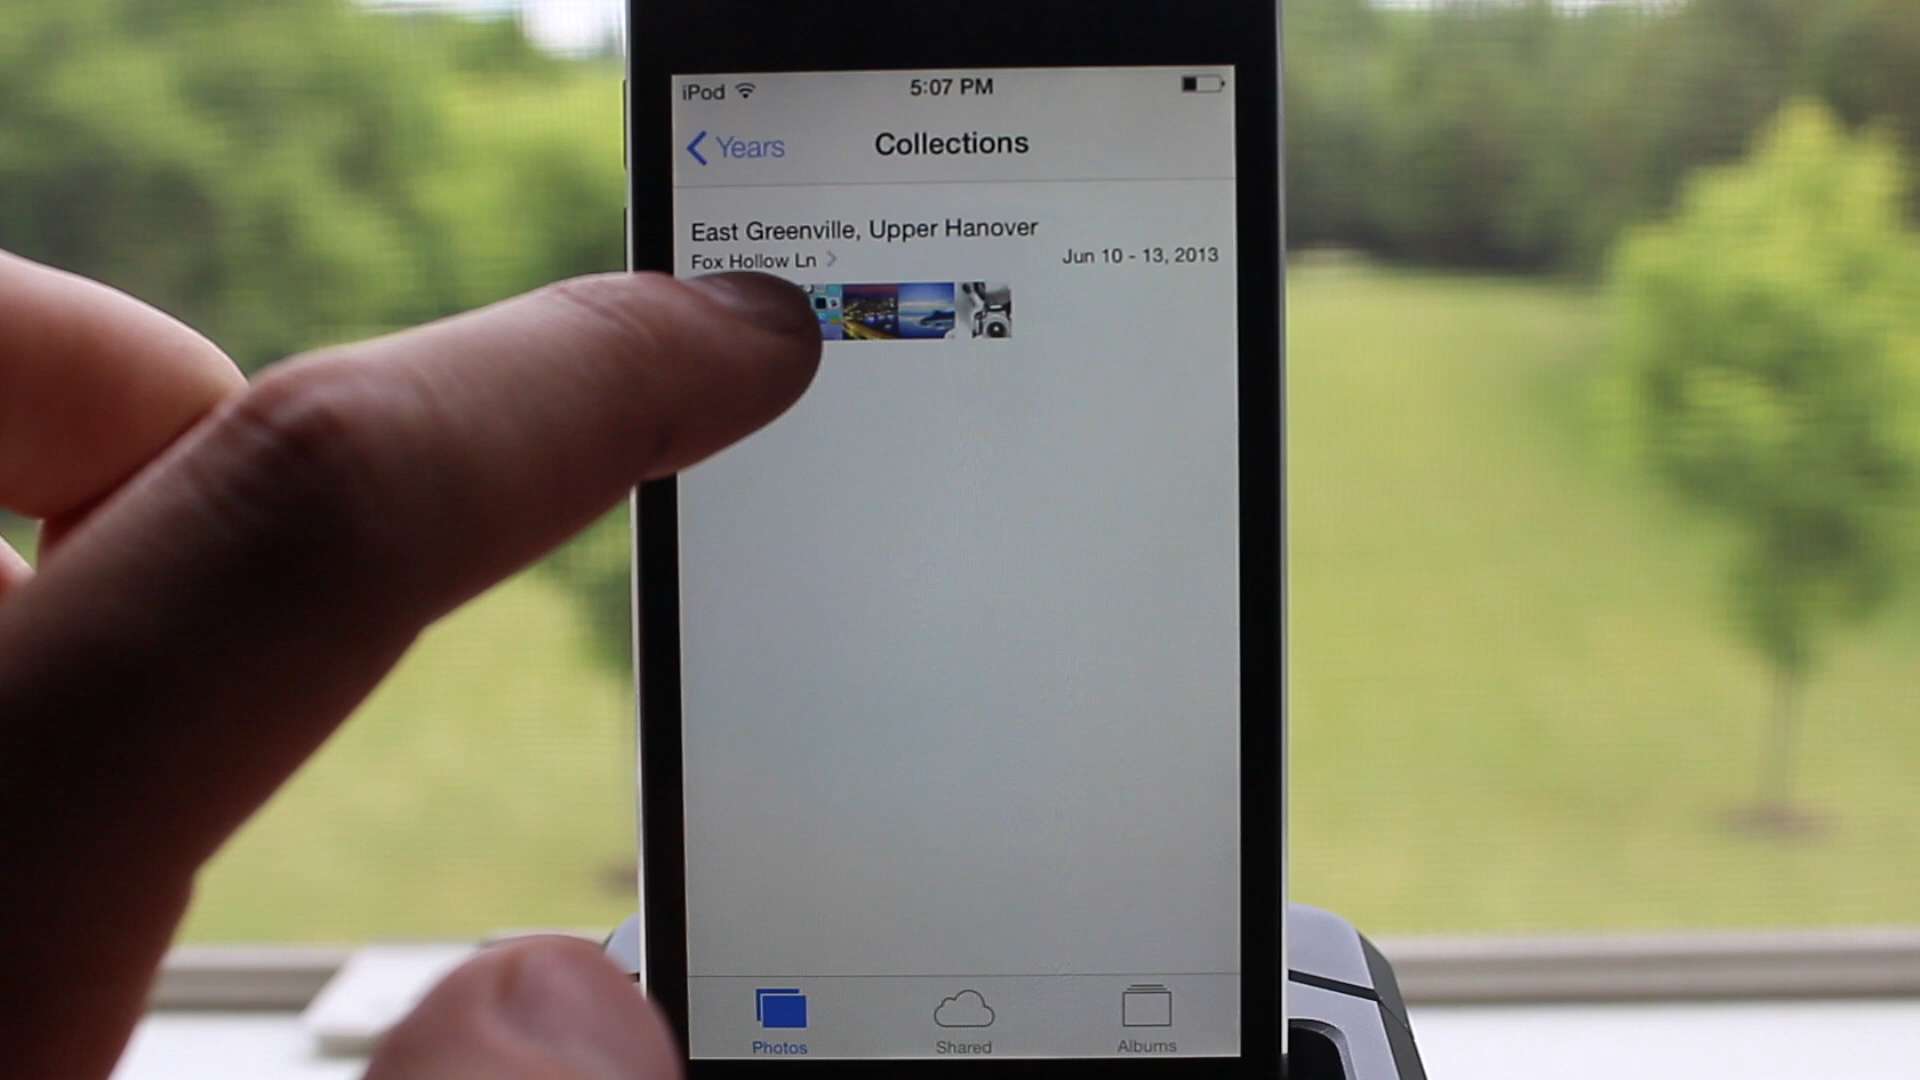 iPod 5:07 PM
Years Collections
East Greenville, Upper Hanover
Fox Hollow Ln Jun 10 - 13, 2013
Photos Shared Albums